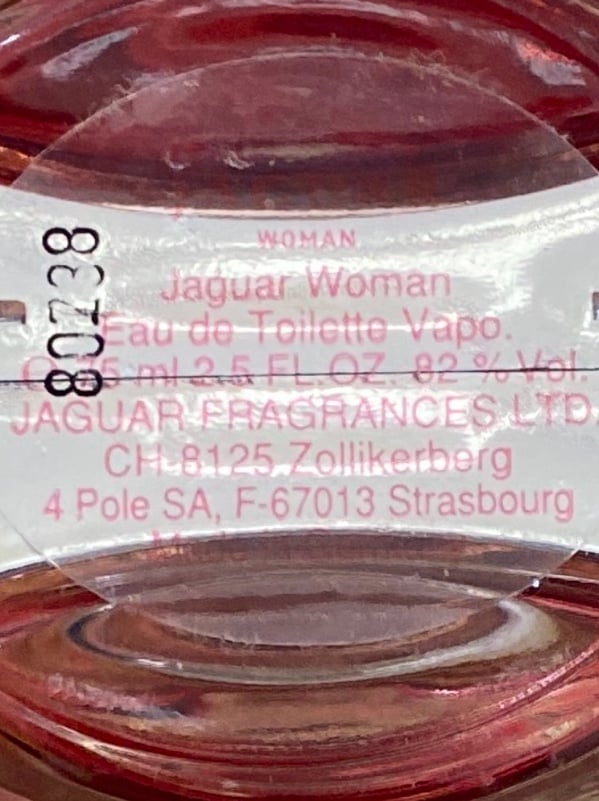 WOMAN
Jaguar Woman
Eau de Toilette Vapo.
75 ml 2.5 FL.OZ. 82 % Vol.
JAGUAR FRAGRANCES LTD.
CH-8125 Zollikerberg
4 Pole SA, F-67013 Strasbourg
80238